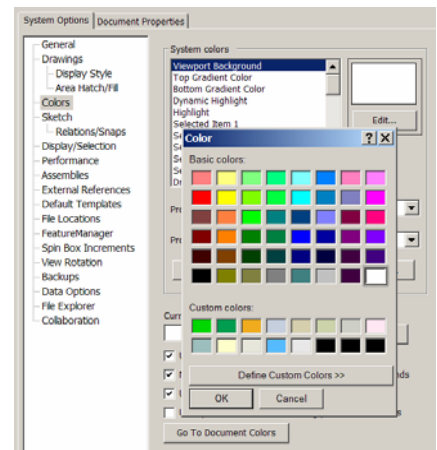 System Options
Document Properties
General
Drawings
Display Style
Area Hatch/Fill
Colors
Sketch
Relations/Snaps
Display/Selection
Performance
Assemblies
External References
Default Templates
File Locations
FeatureManager
Spin Box Increments
View Rotation
Backups
Data Options
File Explorer
Collaboration
System colors
Viewport Background
Top Gradient Color
Bottom Gradient Color
Dynamic Highlight
Highlight
Selected Item 1
Edit...
Color
Basic colors:
Custom colors:
Define Custom Colors >>
OK
Cancel
Go To Document Colors